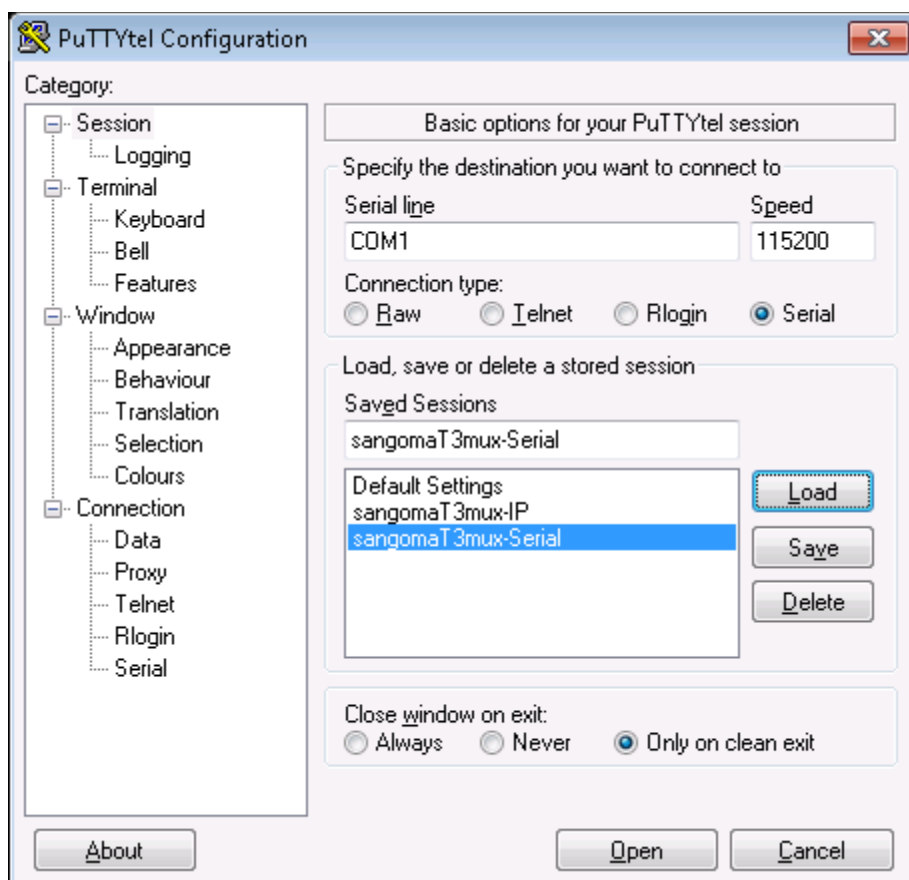 PuTTYtel Configuration
Category:
Session
Logging
Terminal
Keyboard
Bell
Features
Window
Appearance
Behaviour
Translation
Selection
Colours
Connection
Data
Proxy
Telnet
Rlogin
Serial
Basic options for your PuTTYtel session
Specify the destination you want to connect to
Serial line Speed
COM1 115200
Connection type:
Raw Telnet Rlogin Serial
Load, save or delete a stored session
Saved Sessions
sangomaT3mux-Serial
Default Settings
sangomaT3mux-IP
sangomaT3mux-Serial
Load
Save
Delete
Close window on exit:
Always Never Only on clean exit
About Open Cancel